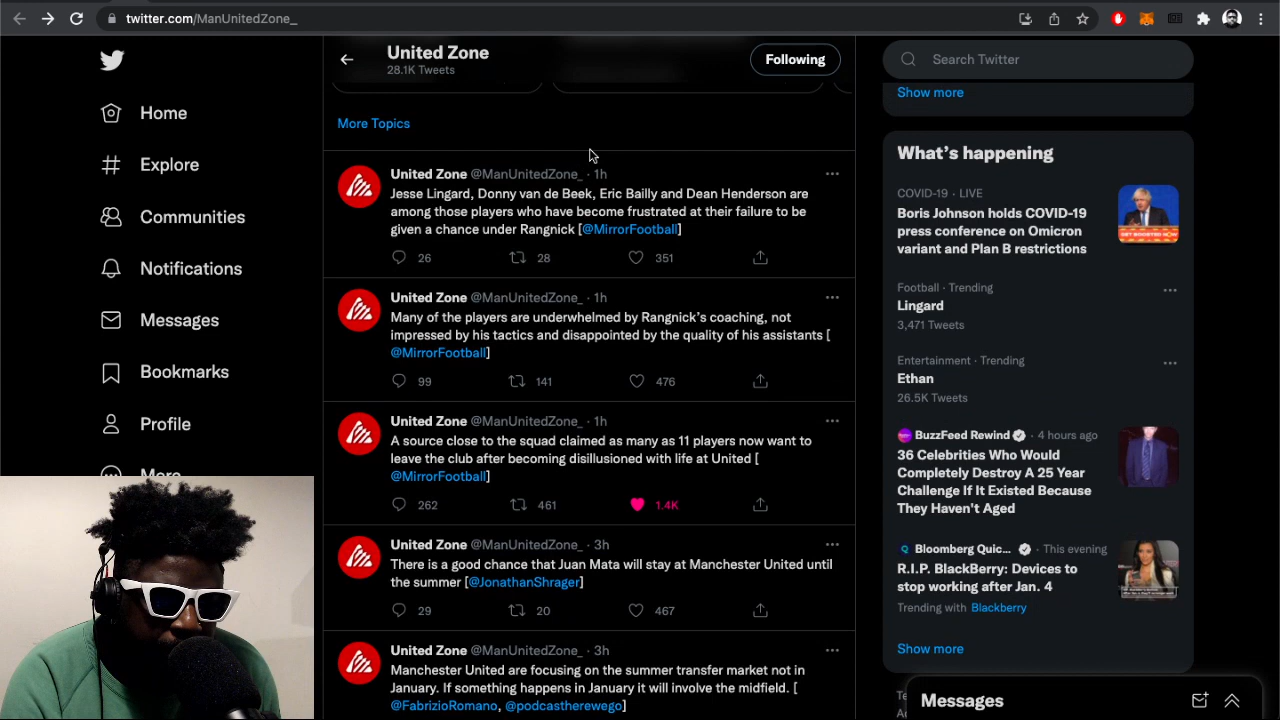 twitter.com/ManUnitedZone_
United Zone
28.1K Tweets
Following
Search Twitter
Show more
Home
Explore
Communities
Notifications
Messages
Bookmarks
Profile
More
More Topics
United Zone @ManUnitedZone_ · 1h
Jesse Lingard, Donny van de Beek, Eric Bailly and Dean Henderson are
among those players who have become frustrated at their failure to be
given a chance under Rangnick [@MirrorFootball]
26 28 351
United Zone @ManUnitedZone_ · 1h
Many of the players are underwhelmed by Rangnick's coaching, not
impressed by his tactics and disappointed by the quality of his assistants [
@MirrorFootball]
99 141 476
United Zone @ManUnitedZone_ · 1h
A source close to the squad claimed as many as 11 players now want to
leave the club after becoming disillusioned with life at United [
@MirrorFootball]
262 461 1.4K
United Zone @ManUnitedZone_ · 3h
There is a good chance that Juan Mata will stay at Manchester United until
the summer [@JonathanShrager]
29 20 467
United Zone @ManUnitedZone_ · 3h
Manchester United are focusing on the summer transfer market not in
January. If something happens in January it will involve the midfield. [
@FabrizioRomano, @podcastherewego]
What's happening
COVID-19 · LIVE
Boris Johnson holds COVID-19
press conference on Omicron
variant and Plan B restrictions
Football · Trending
Lingard
3,471 Tweets
Entertainment · Trending
Ethan
26.5K Tweets
BuzzFeed Rewind · 4 hours ago
36 Celebrities Who Would
Completely Destroy A 25 Year
Challenge If It Existed Because
They Haven't Aged
Bloomberg Quic... · This evening
R.I.P. BlackBerry: Devices to
stop working after Jan. 4
Trending with Blackberry
Show more
Messages